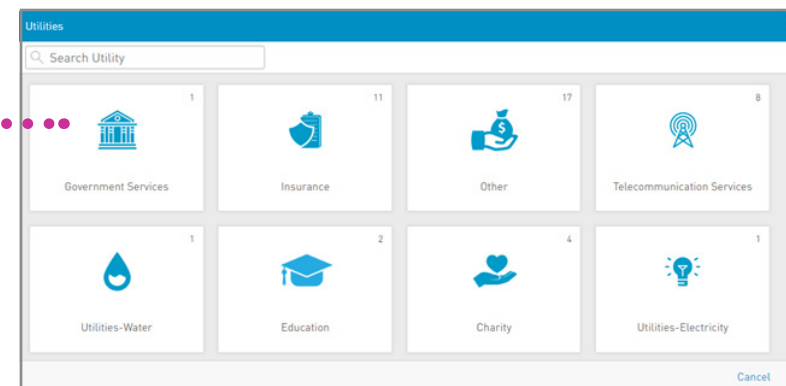 Utilities
Search Utility
1
11
17
8
Government Services
Insurance
Other
Telecommunication Services
1
2
4
1
Utilities-Water
Education
Charity
Utilities-Electricity
Cancel